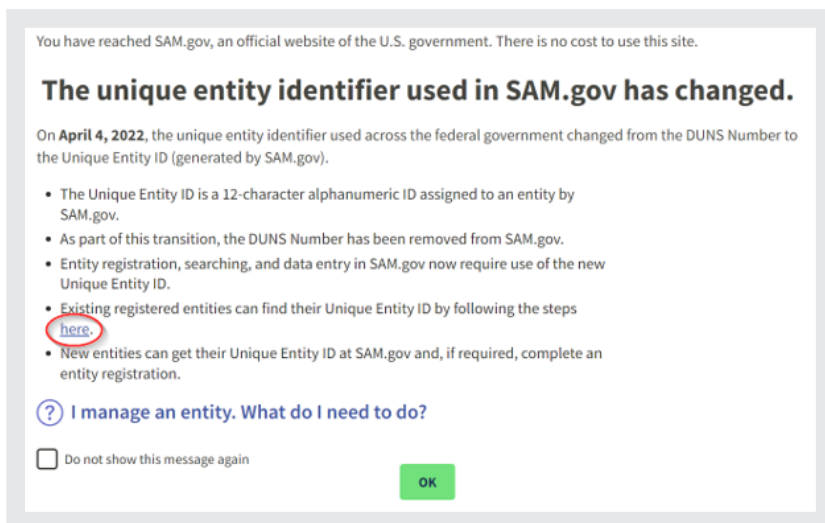 You have reached SAM.gov, an official website of the U.S. government. There is no cost to use this site.
The unique entity identifier used in SAM.gov has changed.
On April 4, 2022, the unique entity identifier used across the federal government changed from the DUNS Number to
the Unique Entity ID (generated by SAM.gov).
• The Unique Entity ID is a 12-character alphanumeric ID assigned to an entity by
SAM.gov.
• As part of this transition, the DUNS Number has been removed from SAM.gov.
• Entity registration, searching, and data entry in SAM.gov now require use of the new
Unique Entity ID.
• Existing registered entities can find their Unique Entity ID by following the steps
here.
• New entities can get their Unique Entity ID at SAM.gov and, if required, complete an
entity registration.
? I manage an entity. What do I need to do?
Do not show this message again
OK